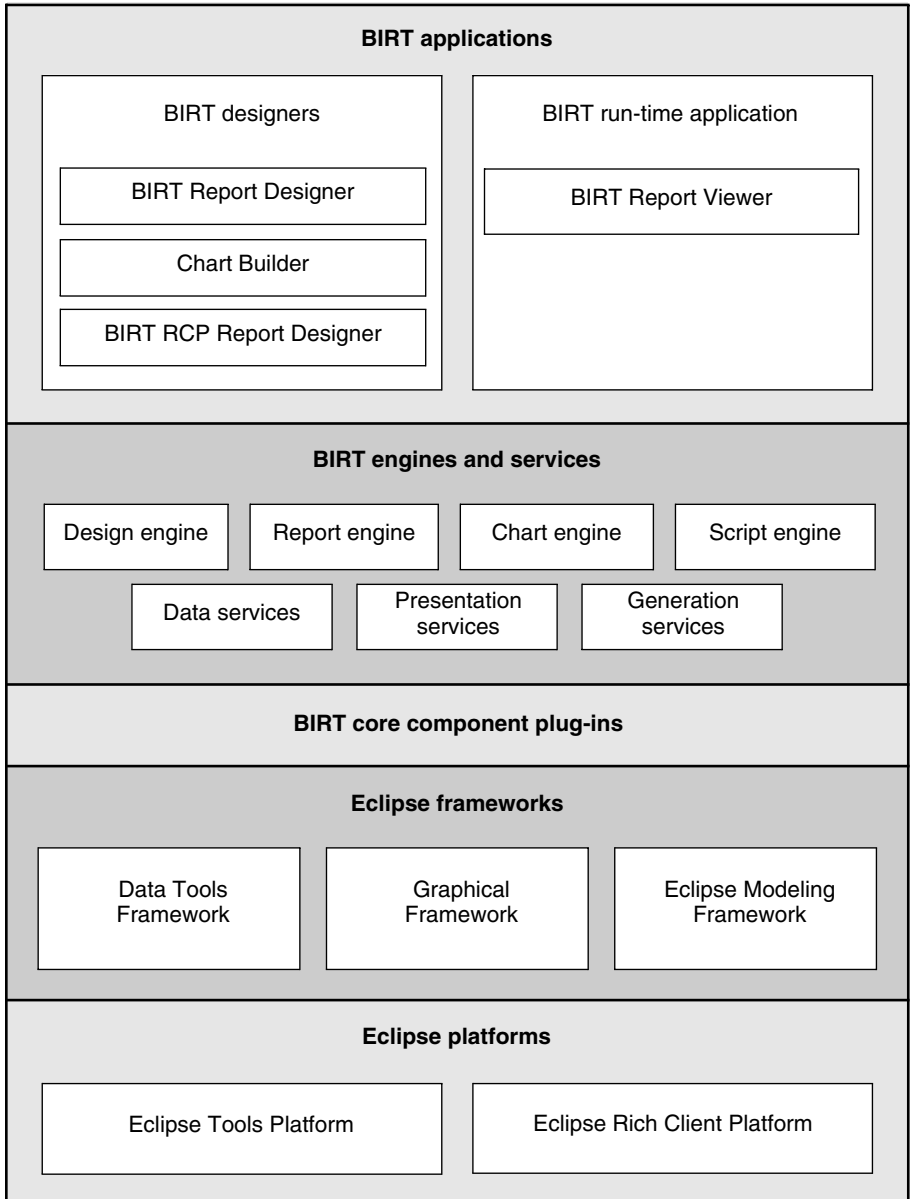 BIRT applications
BIRT designers
BIRT Report Designer
Chart Builder
BIRT RCP Report Designer
BIRT run-time application
BIRT Report Viewer
BIRT engines and services
Design engine
Report engine
Chart engine
Script engine
Data services
Presentation
services
Generation
services
BIRT core component plug-ins
Eclipse frameworks
Data Tools
Framework
Graphical
Framework
Eclipse Modeling
Framework
Eclipse platforms
Eclipse Tools Platform
Eclipse Rich Client Platform